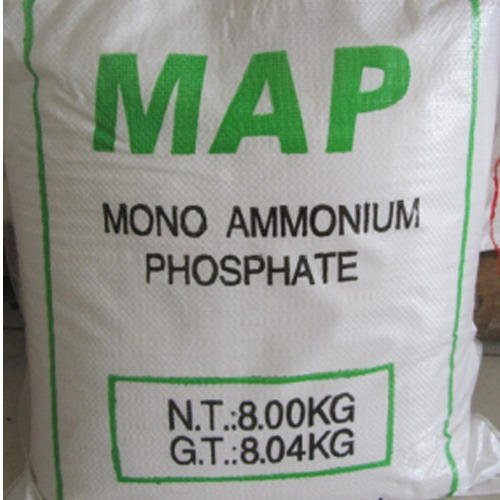 MAP
MONO AMMONIUM
PHOSPHATE
N.T.:8.00KG
G.T.:8.04KG